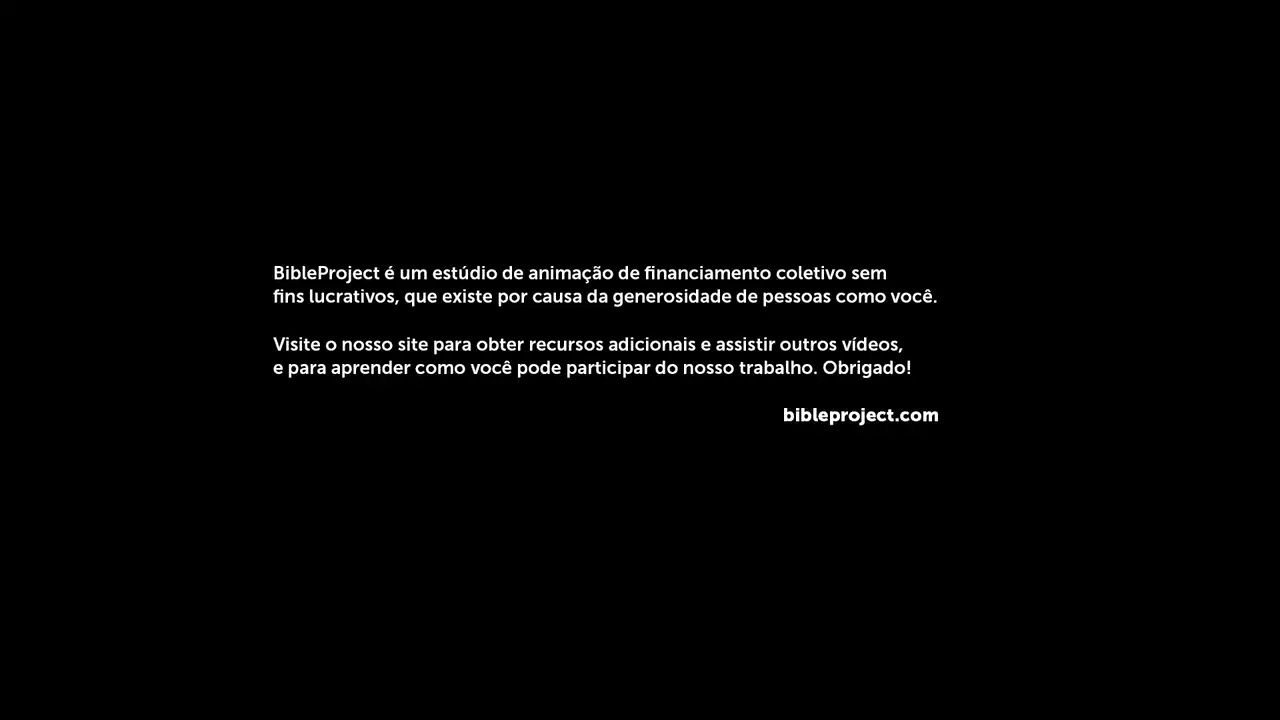 BibleProject é um estúdio de animação de financiamento coletivo sem
fins lucrativos, que existe por causa da generosidade de pessoas como você.
Visite o nosso site para obter recursos adicionais e assistir outros vídeos,
e para aprender como você pode participar do nosso trabalho. Obrigado!
bibleproject.com